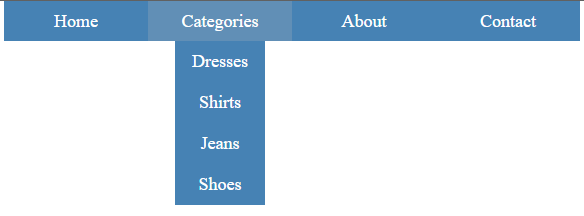 Home Categories About Contact
Dresses
Shirts
Jeans
Shoes